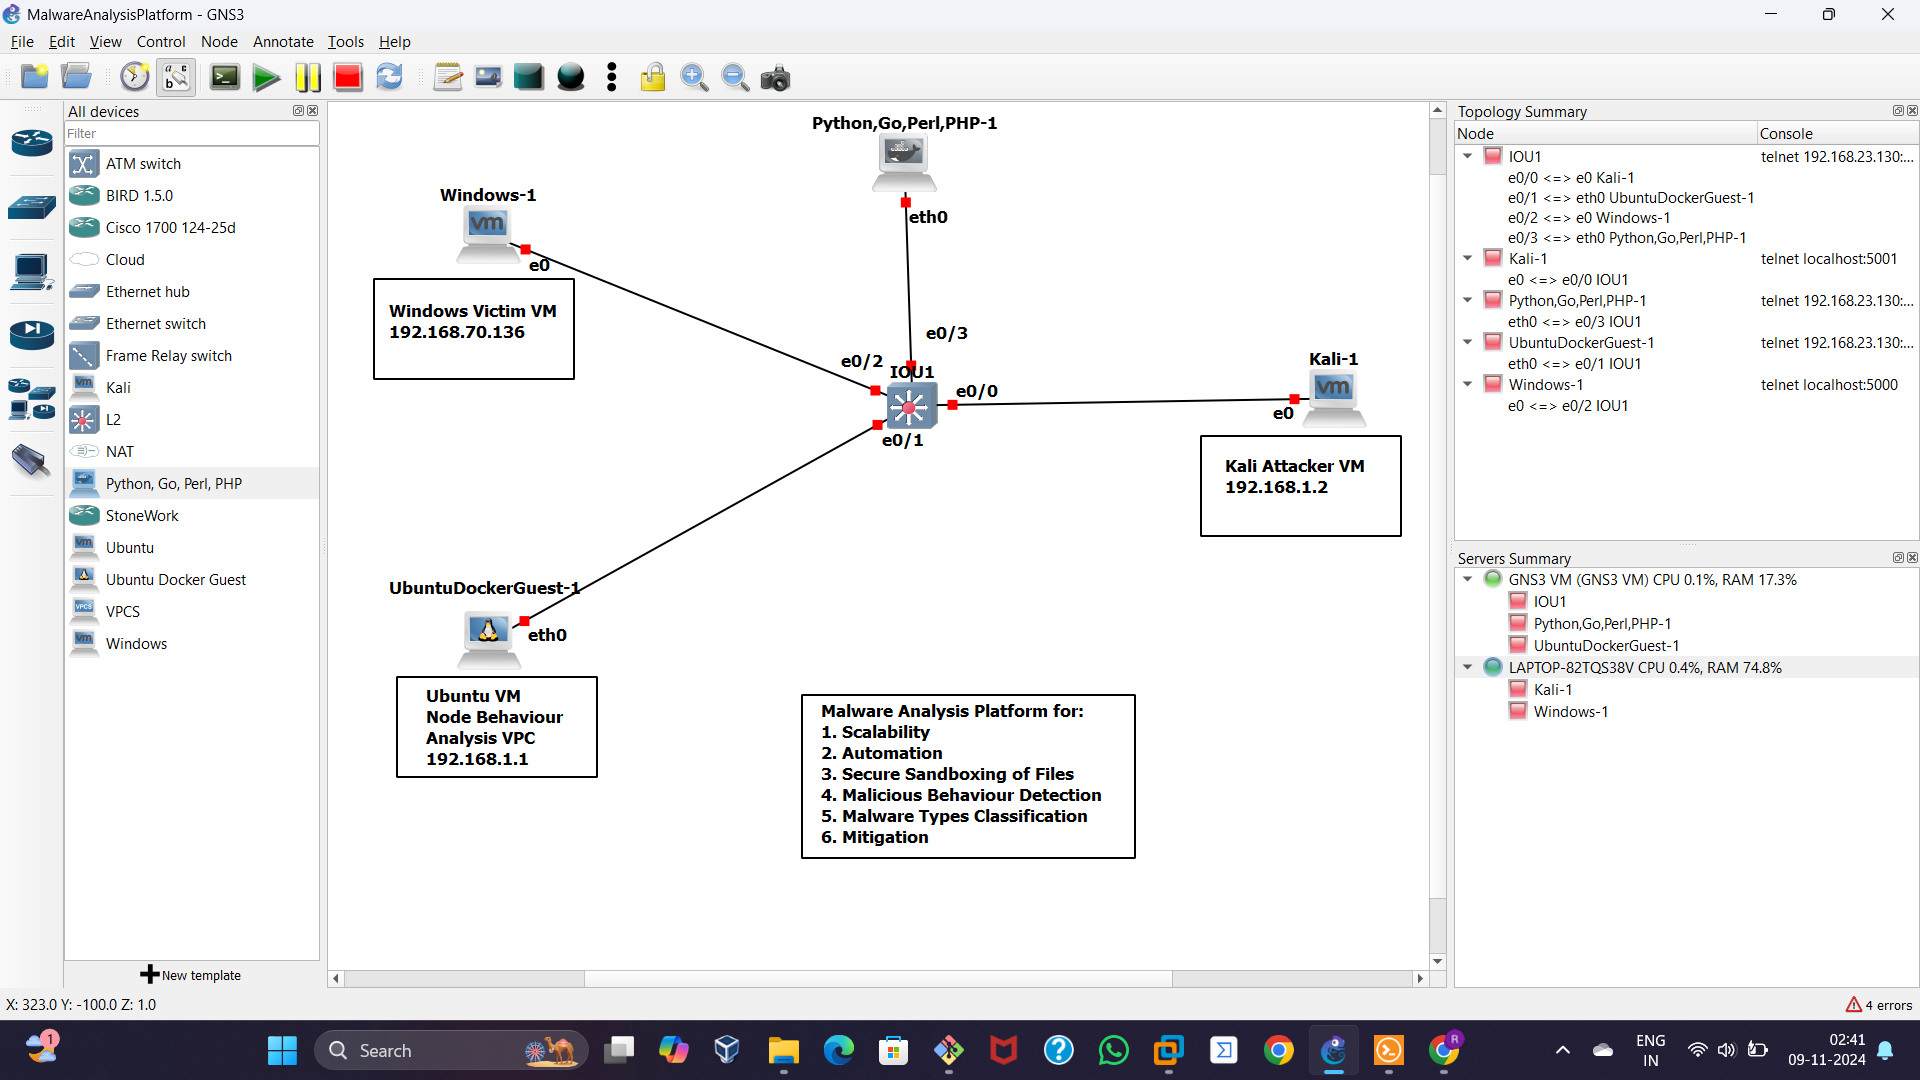 MalwareAnalysisPlatform - GNS3
File Edit View Control Node Annotate Tools Help
All devices
Filter
ATM switch
BIRD 1.5.0
Cisco 1700 124-25d
Cloud
Ethernet hub
Ethernet switch
Frame Relay switch
Kali
L2
NAT
Python, Go, Perl, PHP
StoneWork
Ubuntu
Ubuntu Docker Guest
VPCS
Windows
New template
Python,Go,Perl,PHP-1
eth0
Windows-1
vm
e0
Windows Victim VM
192.168.70.136
e0/3
e0/2
IOU1
e0/0
e0/1
Kali-1
vm
e0
Kali Attacker VM
192.168.1.2
UbuntuDockerGuest-1
eth0
Ubuntu VM
Node Behaviour
Analysis VPC
192.168.1.1
Malware Analysis Platform for:
1. Scalability
2. Automation
3. Secure Sandboxing of Files
4. Malicious Behaviour Detection
5. Malware Types Classification
6. Mitigation
Topology Summary
Node Console
IOU1 telnet 192.168.23.130:...
e0/0 <=> e0 Kali-1
e0/1 <=> eth0 UbuntuDockerGuest-1
e0/2 <=> e0 Windows-1
e0/3 <=> eth0 Python,Go,Perl,PHP-1
Kali-1 telnet localhost:5001
e0 <=> e0/0 IOU1
Python,Go,Perl,PHP-1 telnet 192.168.23.130:...
eth0 <=> e0/3 IOU1
UbuntuDockerGuest-1 telnet 192.168.23.130:...
eth0 <=> e0/1 IOU1
Windows-1 telnet localhost:5000
e0 <=> e0/2 IOU1
Servers Summary
GNS3 VM (GNS3 VM) CPU 0.1%, RAM 17.3%
IOU1
Python,Go,Perl,PHP-1
UbuntuDockerGuest-1
LAPTOP-82TQS38V CPU 0.4%, RAM 74.8%
Kali-1
Windows-1
X: 323.0 Y: -100.0 Z: 1.0
4 errors
1
Search
R
ENG
IN
02:41
09-11-2024